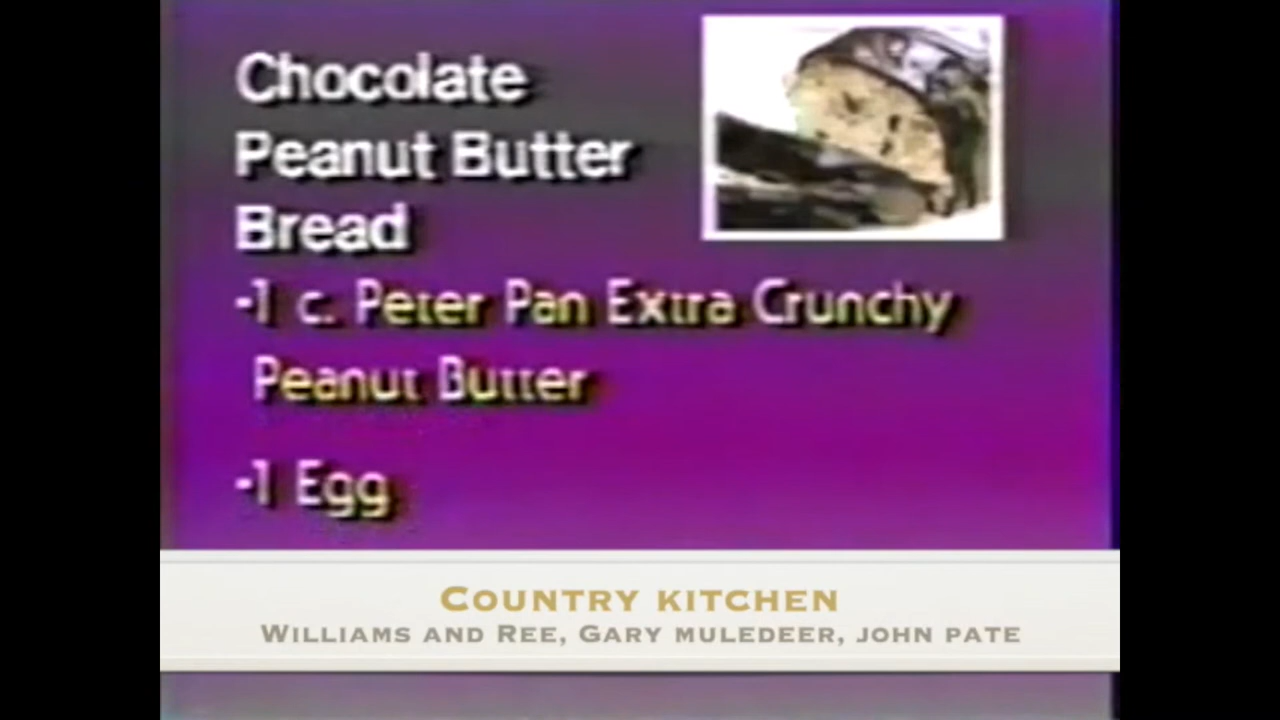 Chocolate
Peanut Butter
Bread
-1 c. Peter Pan Extra Crunchy
Peanut Butter
-1 Egg
COUNTRY KITCHEN
WILLIAMS AND REE, GARY MULEDEER, JOHN PATE